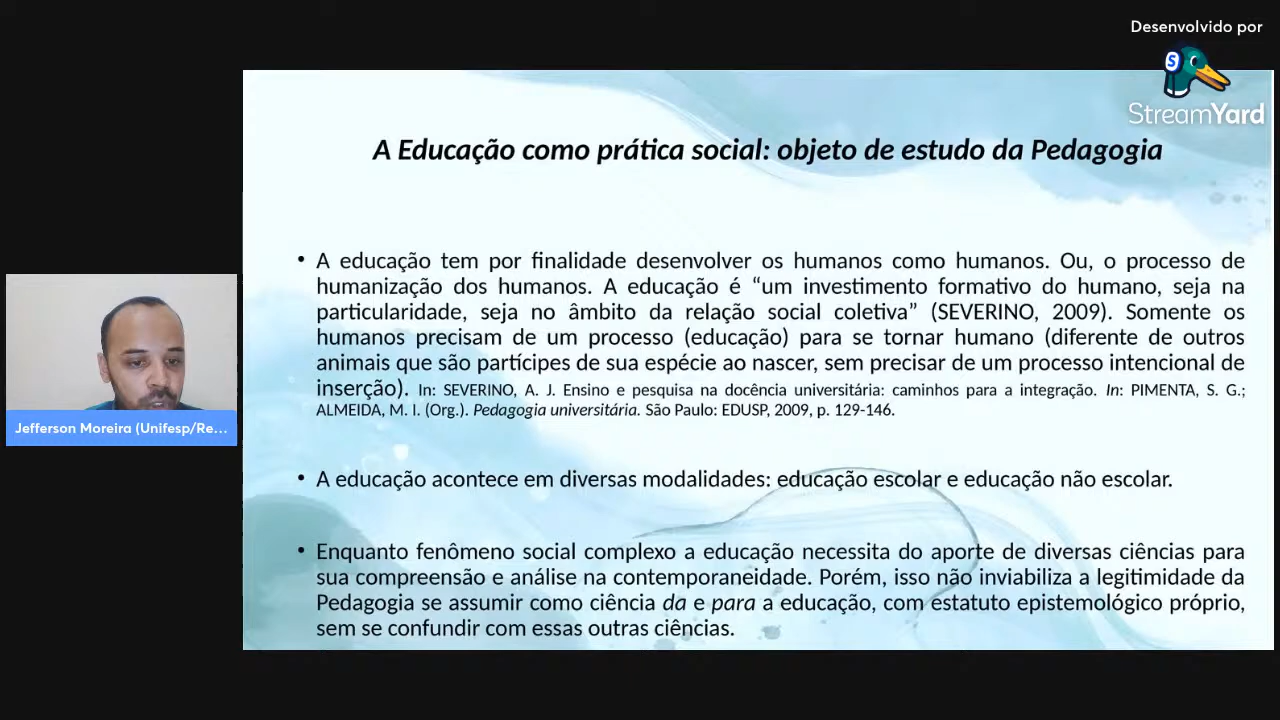 Desenvolvido por
StreamYard
A Educação como prática social: objeto de estudo da Pedagogia
• A educação tem por finalidade desenvolver os humanos como humanos. Ou, o processo de
humanização dos humanos. A educação é “um investimento formativo do humano, seja na
particularidade, seja no âmbito da relação social coletiva” (SEVERINO, 2009). Somente os
humanos precisam de um processo (educação) para se tornar humano (diferente de outros
animais que são partícipes de sua espécie ao nascer, sem precisar de um processo intencional de
inserção). In: SEVERINO, A. J. Ensino e pesquisa na docência universitária: caminhos para a integração. In: PIMENTA, S. G.;
ALMEIDA, M. I. (Org.). Pedagogia universitária. São Paulo: EDUSP, 2009, p. 129-146.
Jefferson Moreira (Unifesp/Re...
• A educação acontece em diversas modalidades: educação escolar e educação não escolar.
• Enquanto fenômeno social complexo a educação necessita do aporte de diversas ciências para
sua compreensão e análise na contemporaneidade. Porém, isso não inviabiliza a legitimidade da
Pedagogia se assumir como ciência da e para a educação, com estatuto epistemológico próprio,
sem se confundir com essas outras ciências.